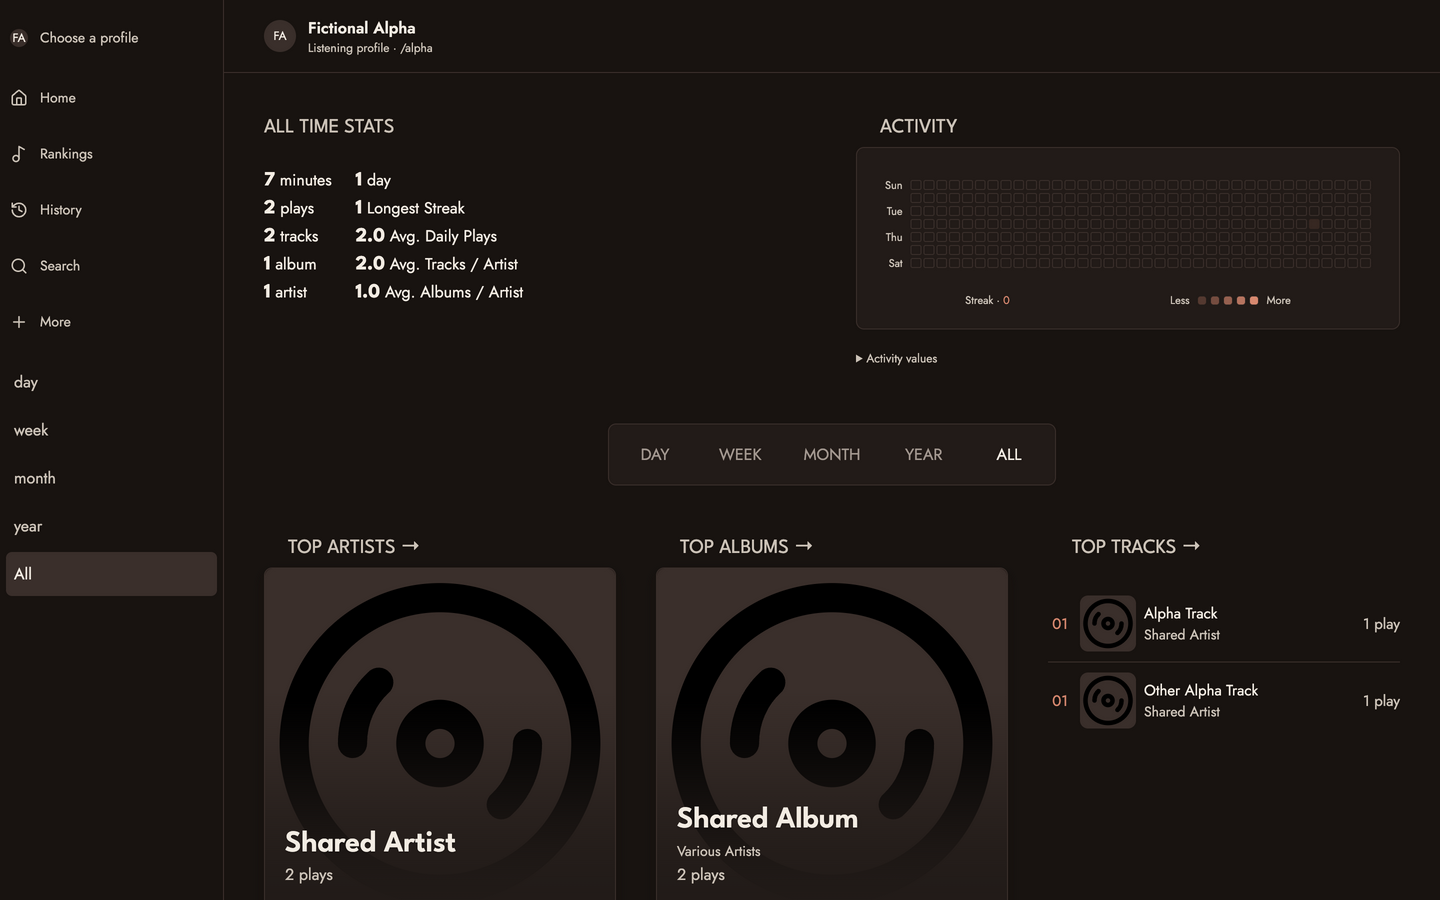 FA Choose a profile
Home
Rankings
History
Search
More
day
week
month
year
All
FA
Fictional Alpha
Listening profile · /alpha
ALL TIME STATS
7 minutes
1 day
2 plays
1 Longest Streak
2 tracks
2.0 Avg. Daily Plays
1 album
2.0 Avg. Tracks / Artist
1 artist
1.0 Avg. Albums / Artist
ACTIVITY
Sun
Tue
Thu
Sat
Streak · 0
Less
More
Activity values
DAY WEEK MONTH YEAR ALL
TOP ARTISTS →
Shared Artist
2 plays
TOP ALBUMS →
Shared Album
Various Artists
2 plays
TOP TRACKS →
01
Alpha Track
Shared Artist
1 play
01
Other Alpha Track
Shared Artist
1 play